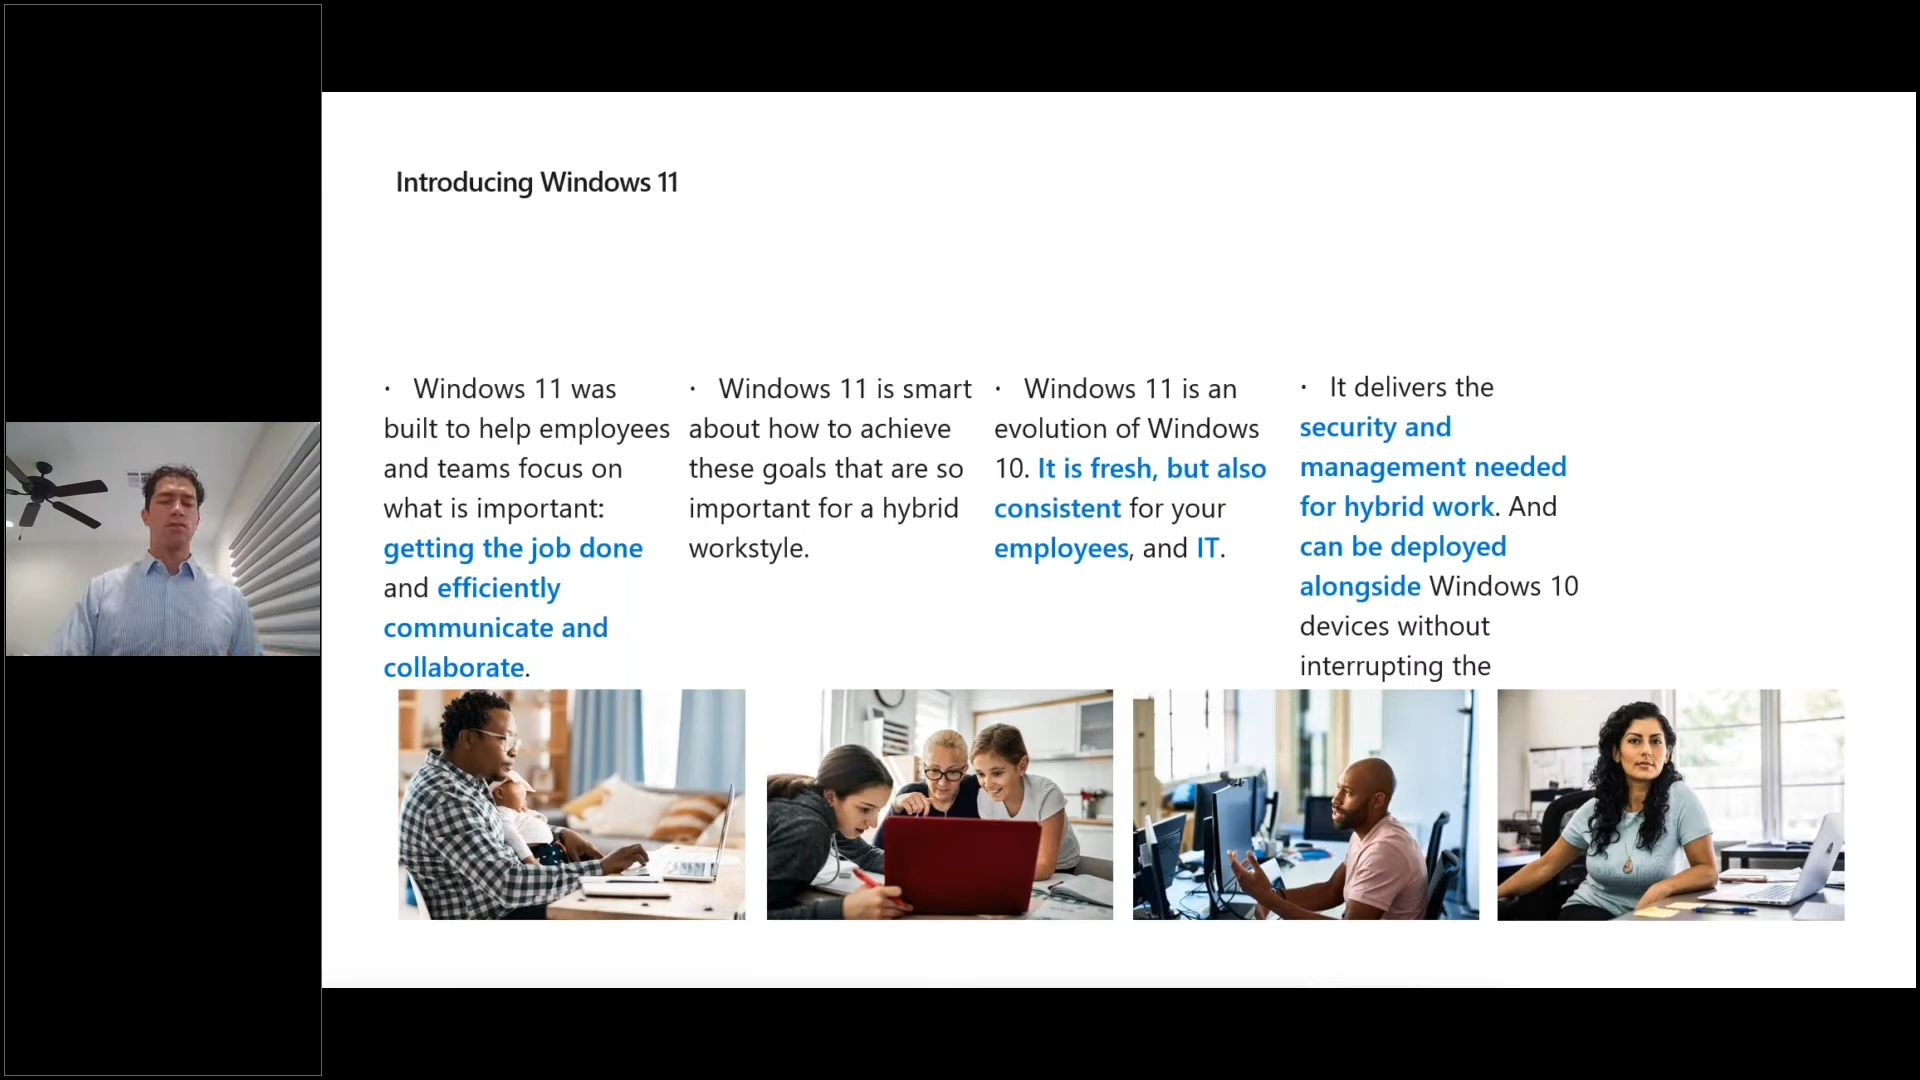 Introducing Windows 11
· Windows 11 was
built to help employees
and teams focus on
what is important:
getting the job done
and efficiently
communicate and
collaborate.
· Windows 11 is smart
about how to achieve
these goals that are so
important for a hybrid
workstyle.
· Windows 11 is an
evolution of Windows
10. It is fresh, but also
consistent for your
employees, and IT.
· It delivers the
security and
management needed
for hybrid work. And
can be deployed
alongside Windows 10
devices without
interrupting the